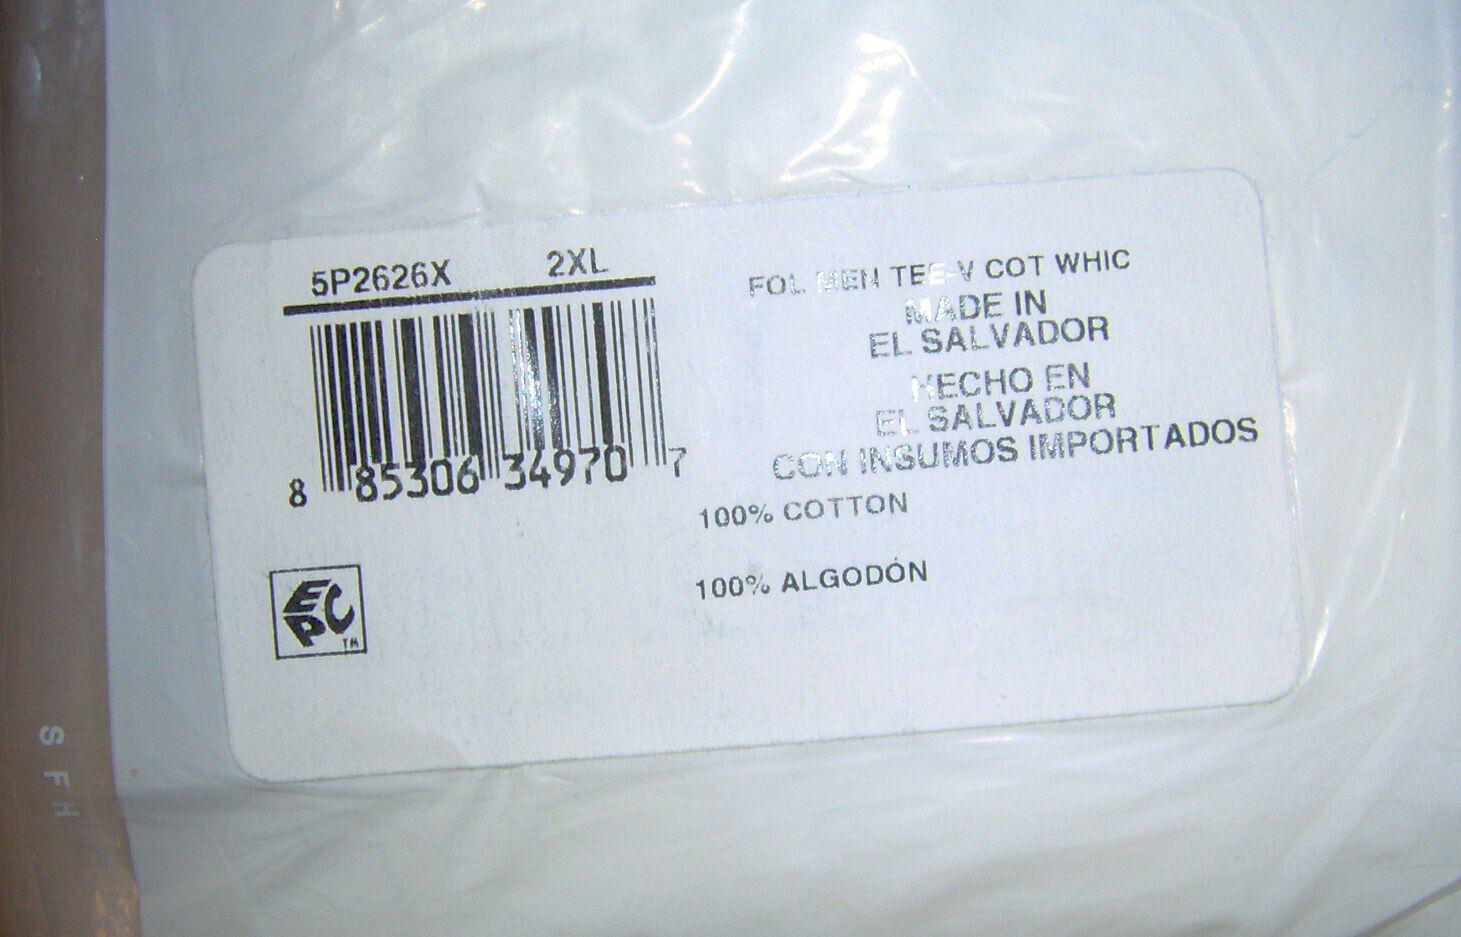 5P2626X 2XL
8 85306 34970 7
FOL MEN TEE-V COT WHIC
MADE IN
EL SALVADOR
HECHO EN
EL SALVADOR
CON INSUMOS IMPORTADOS
100% COTTON
100% ALGODÓN
EPC
TM
S F H